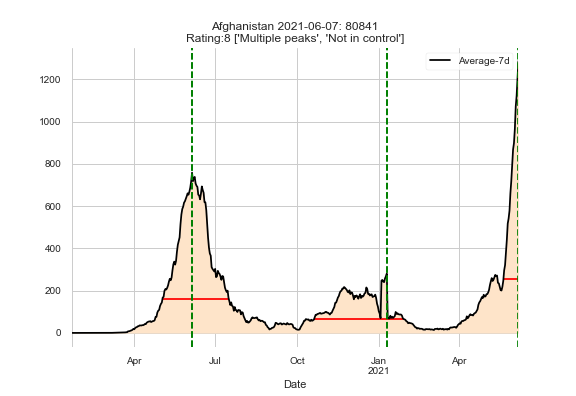 Afghanistan 2021-06-07: 80841
Rating:8 ['Multiple peaks', 'Not in control']
Average-7d
1200
1000
800
600
400
200
0
Apr
Jul
Oct
Jan
2021
Apr
Date